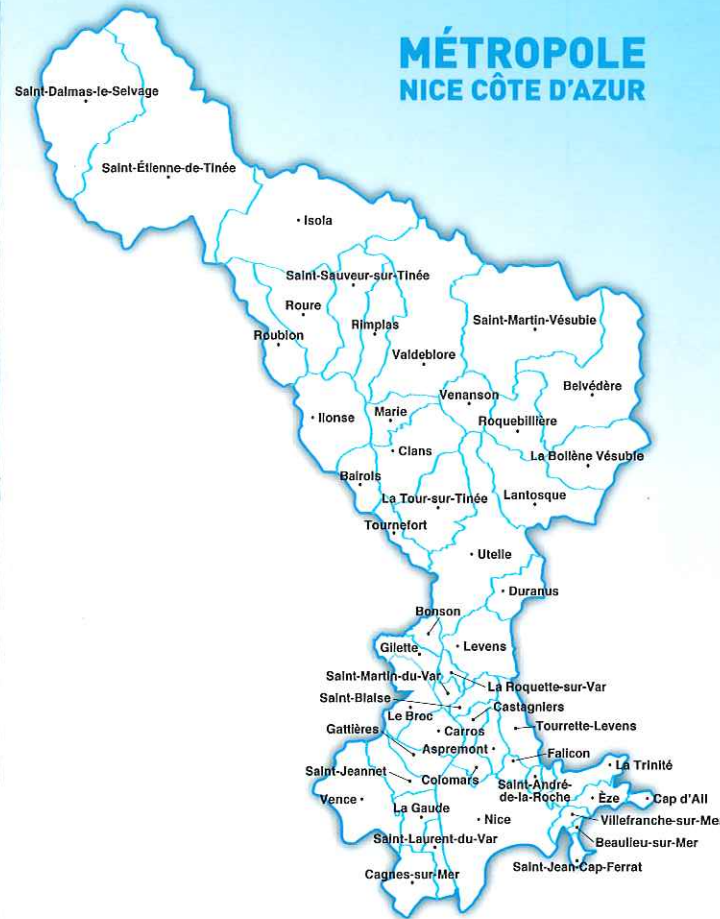 MÉTROPOLE
NICE CÔTE D'AZUR
Saint-Dalmas-le-Selvage
Saint-Étienne-de-Tinée
Isola
Saint-Sauveur-sur-Tinée
Roure
Rimplas
Saint-Martin-Vésubie
Roubion
Valdeblore
Belvédère
Venanson
Ilonse
Marie
Roquebillière
Clans
La Bollène Vésubie
Bairols
La Tour-sur-Tinée
Lantosque
Tournefort
Utelle
Duranus
Bonson
Gilette
Levens
Saint-Martin-du-Var
La Roquette-sur-Var
Saint-Blaise
Castagniers
Le Broc
Gattières
Carros
Tourrette-Levens
Aspremont
Falicon
La Trinité
Saint-Jeannet
Colomars
Saint-André-
de-la-Roche
Èze
Cap d'Ail
Vence
La Gaude
Nice
Villefranche-sur-Mer
Saint-Laurent-du-Var
Beaulieu-sur-Mer
Saint-Jean-Cap-Ferrat
Cagnes-sur-Mer